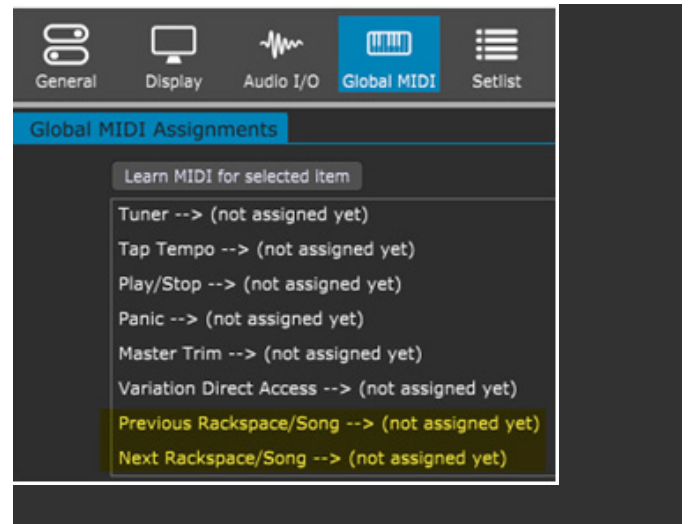 General Display Audio I/O Global MIDI Setlist
Global MIDI Assignments
Learn MIDI for selected item
Tuner --> (not assigned yet)
Tap Tempo --> (not assigned yet)
Play/Stop --> (not assigned yet)
Panic --> (not assigned yet)
Master Trim --> (not assigned yet)
Variation Direct Access --> (not assigned yet)
Previous Rackspace/Song --> (not assigned yet)
Next Rackspace/Song --> (not assigned yet)